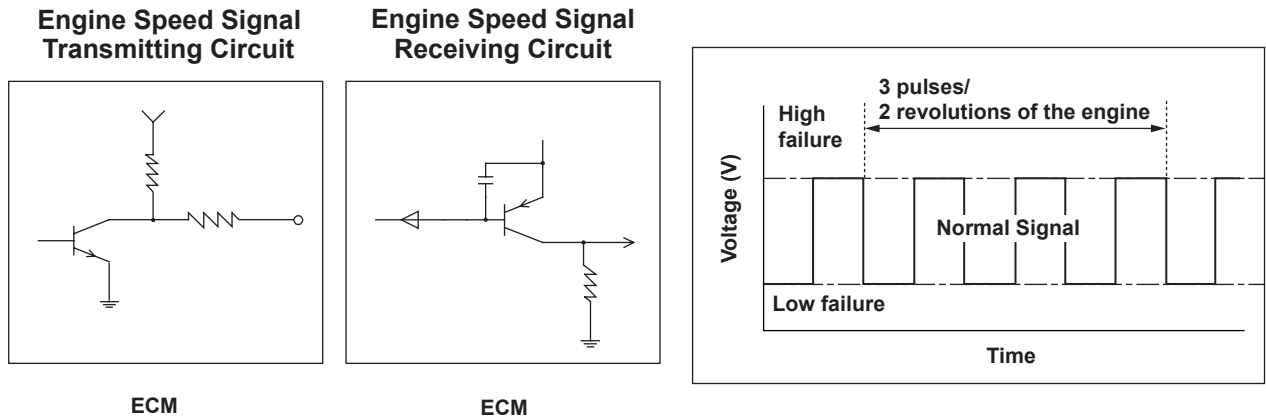 Engine Speed Signal
Transmitting Circuit
Engine Speed Signal
Receiving Circuit
ECM
ECM
3 pulses/
2 revolutions of the engine
High
failure
Voltage (V)
Normal Signal
Low failure
Time